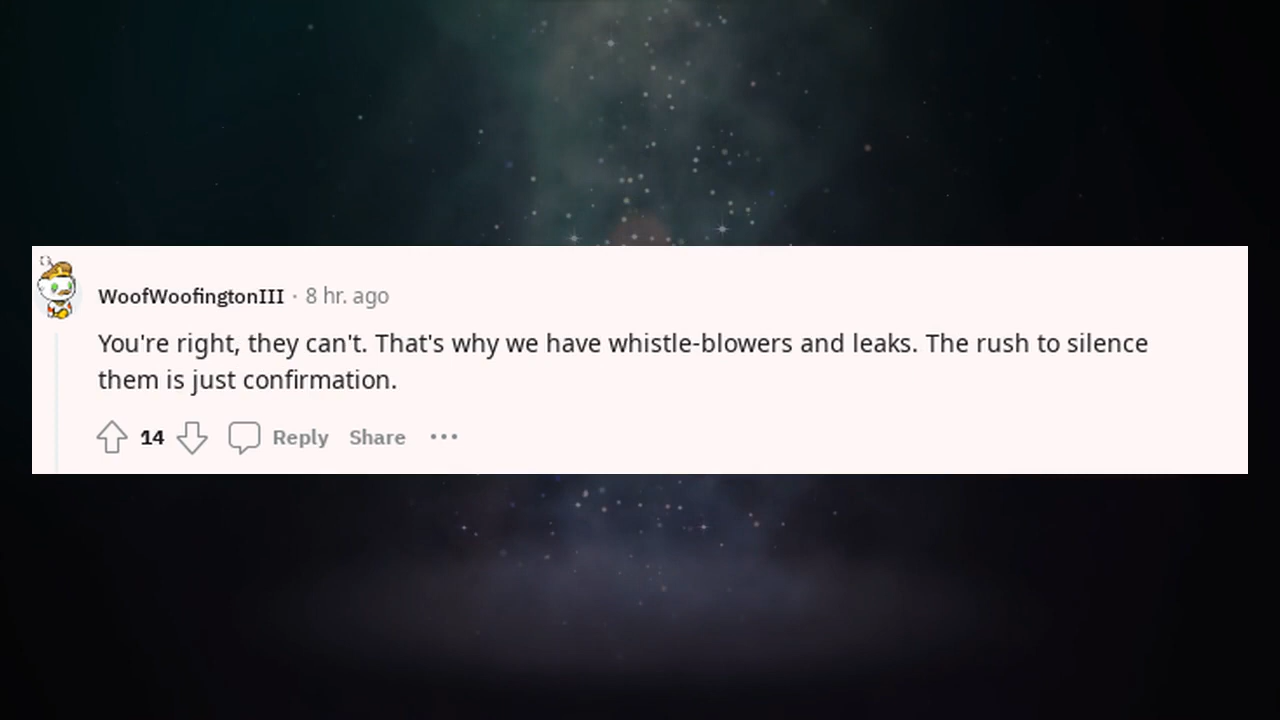 WoofWoofingtonIII · 8 hr. ago
You're right, they can't. That's why we have whistle-blowers and leaks. The rush to silence
them is just confirmation.
14 Reply Share ...